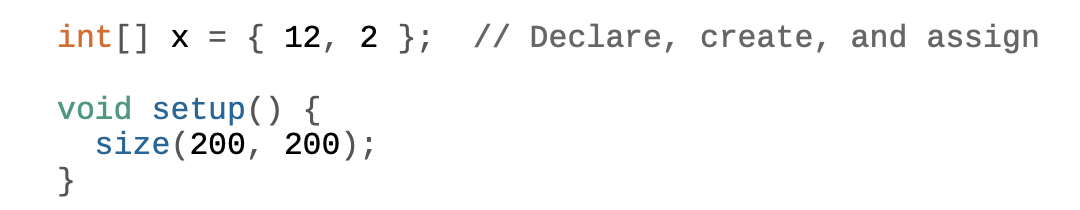 int[] x = { 12, 2 };  // Declare, create, and assign
void setup() {
  size(200, 200);
}